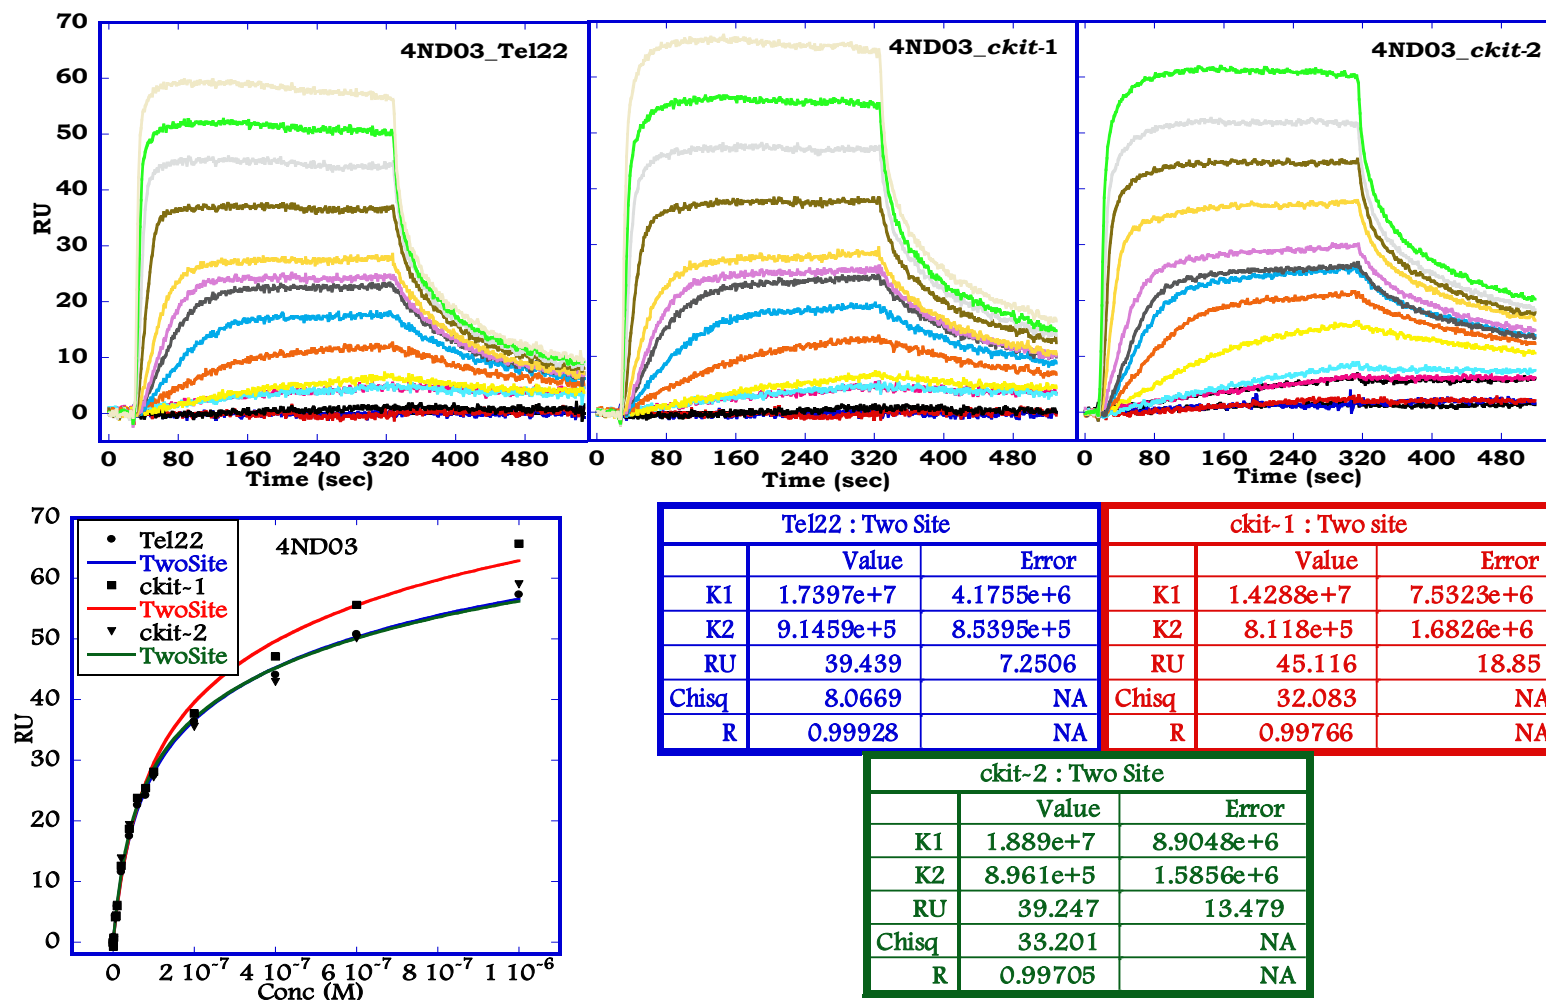 70
60
50
40
30
20
10
0
RU
4ND03_Tel22
4ND03_ckit-1
4ND03_ckit-2
0 80 160 240 320 400 480
Time (sec)
0 80 160 240 320 400 480
Time (sec)
0 80 160 240 320 400 480
Time (sec)
70
60
50
40
30
20
10
0
RU
4ND03
Tel22
TwoSite
ckit-1
TwoSite
ckit-2
TwoSite
0 2 10-7 4 10-7 6 10-7 8 10-7 1 10-6
Conc (M)
Tel22 : Two Site
Value Error
K1 1.7397e+7 4.1755e+6
K2 9.1459e+5 8.5395e+5
RU 39.439 7.2506
Chisq 8.0669 NA
R 0.99928 NA
ckit-1 : Two site
Value Error
K1 1.4288e+7 7.5323e+6
K2 8.118e+5 1.6826e+6
RU 45.116 18.85
Chisq 32.083 NA
R 0.99766 NA
ckit-2 : Two Site
Value Error
K1 1.889e+7 8.9048e+6
K2 8.961e+5 1.5856e+6
RU 39.247 13.479
Chisq 33.201 NA
R 0.99705 NA